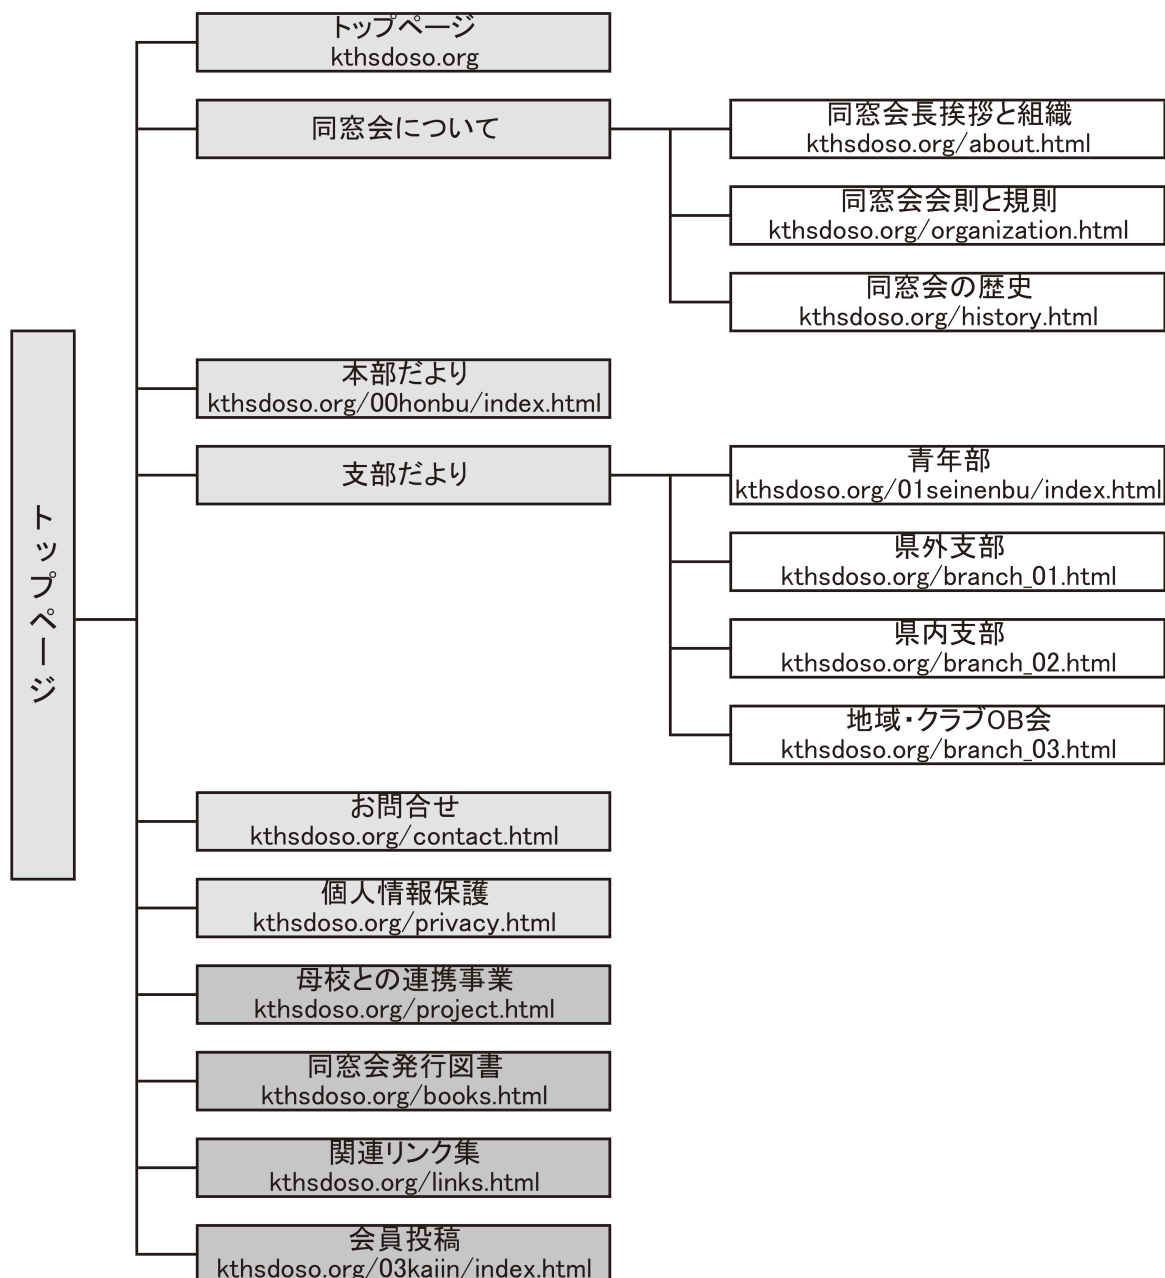 トップページ
トップページ
kthsdoso.org
同窓会について
同窓会長挨拶と組織
kthsdoso.org/about.html
同窓会会則と規則
kthsdoso.org/organization.html
同窓会の歴史
kthsdoso.org/history.html
本部だより
kthsdoso.org/00honbu/index.html
支部だより
青年部
kthsdoso.org/01seinenbu/index.html
県外支部
kthsdoso.org/branch_01.html
県内支部
kthsdoso.org/branch_02.html
地域・クラブOB会
kthsdoso.org/branch_03.html
お問合せ
kthsdoso.org/contact.html
個人情報保護
kthsdoso.org/privacy.html
母校との連携事業
kthsdoso.org/project.html
同窓会発行図書
kthsdoso.org/books.html
関連リンク集
kthsdoso.org/links.html
会員投稿
kthsdoso.org/03kaiin/index.html